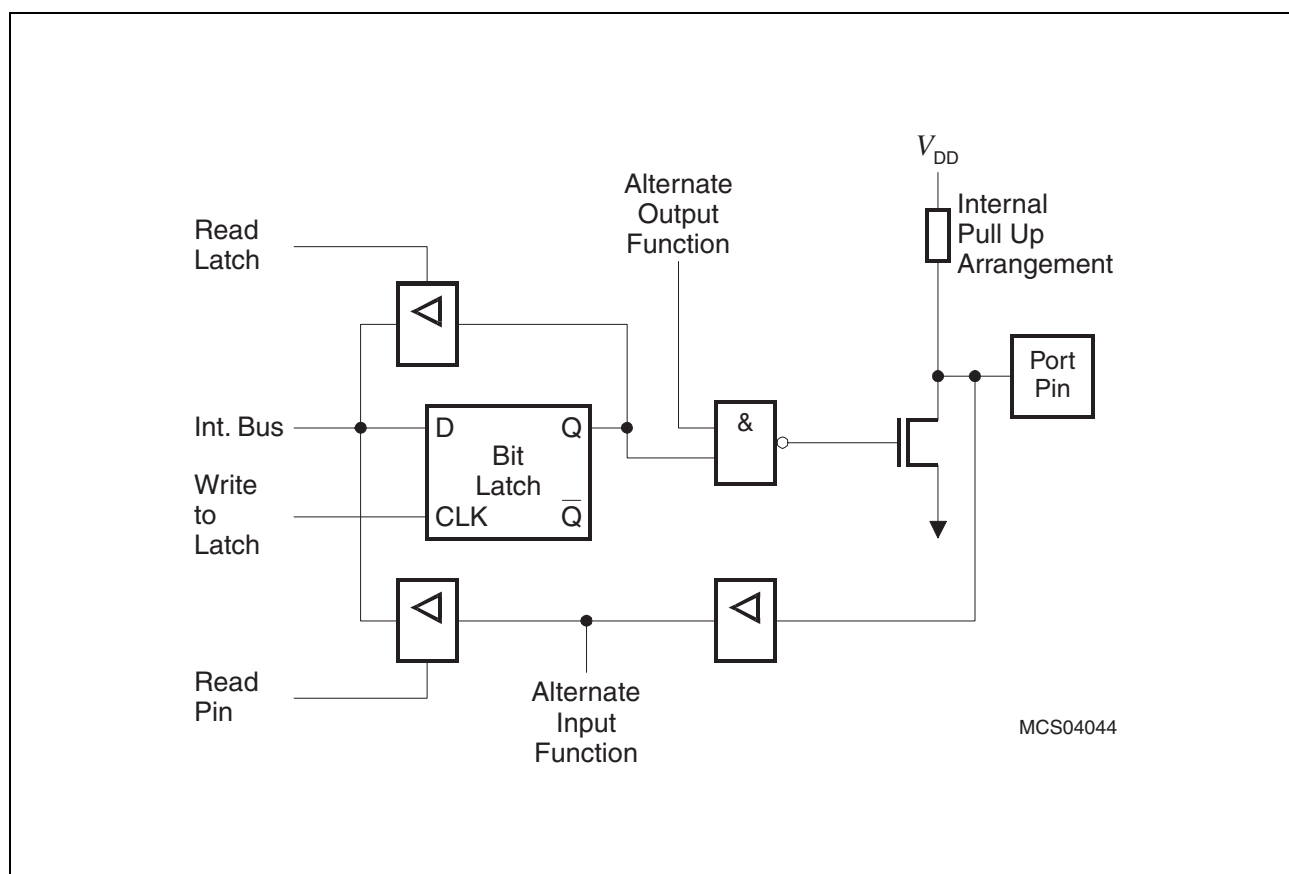 V_DD
Alternate
Output
Function
Internal
Pull Up
Arrangement
Read
Latch
Port
Pin
&
Int. Bus
D
Q
Bit
Latch
Write
to
Latch
CLK
Q̅
Read
Pin
Alternate
Input
Function
MCS04044